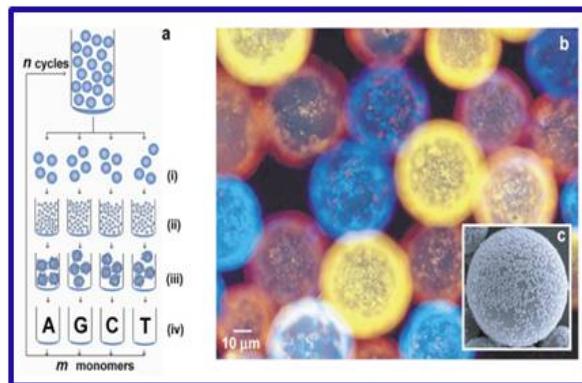 a
n cycles
(i)
(ii)
(iii)
A G C T
(iv)
m monomers
b
10 µm
c